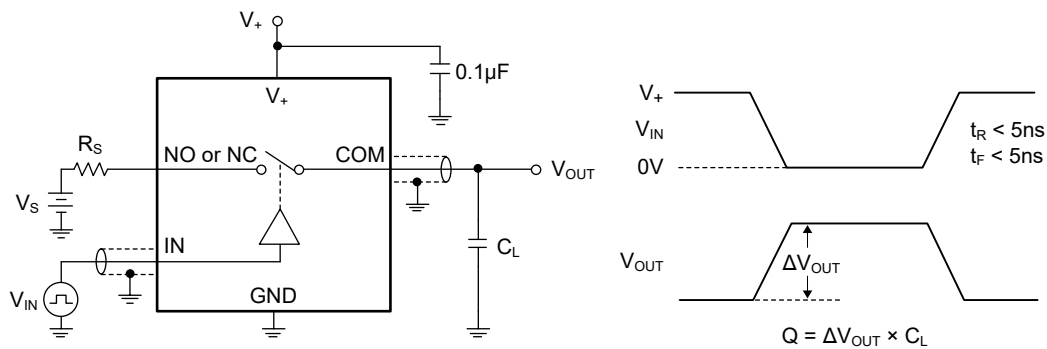 V+
0.1µF
V+
RS
NO or NC
COM
VOUT
VS
IN
CL
VIN
GND
V+
VIN
0V
tR < 5ns
tF < 5ns
VOUT
ΔVOUT
Q = ΔVOUT × CL